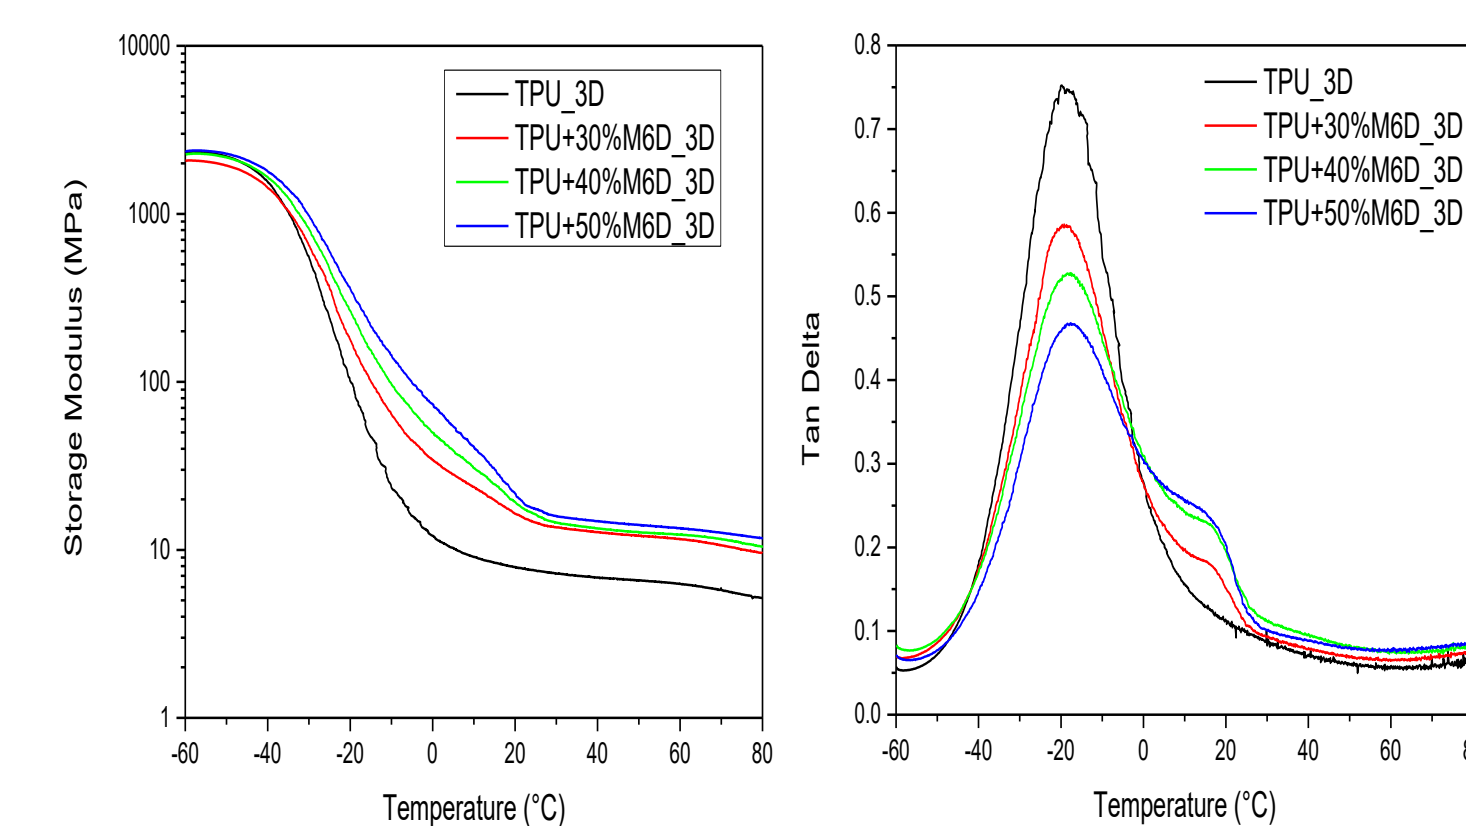 10000
1000
100
10
1
Storage Modulus (MPa)
TPU_3D
TPU+30%M6D_3D
TPU+40%M6D_3D
TPU+50%M6D_3D
-60 -40 -20 0 20 40 60 80
Temperature (°C)
0.8
0.7
0.6
0.5
0.4
0.3
0.2
0.1
0.0
Tan Delta
TPU_3D
TPU+30%M6D_3D
TPU+40%M6D_3D
TPU+50%M6D_3D
-60 -40 -20 0 20 40 60
Temperature (°C)